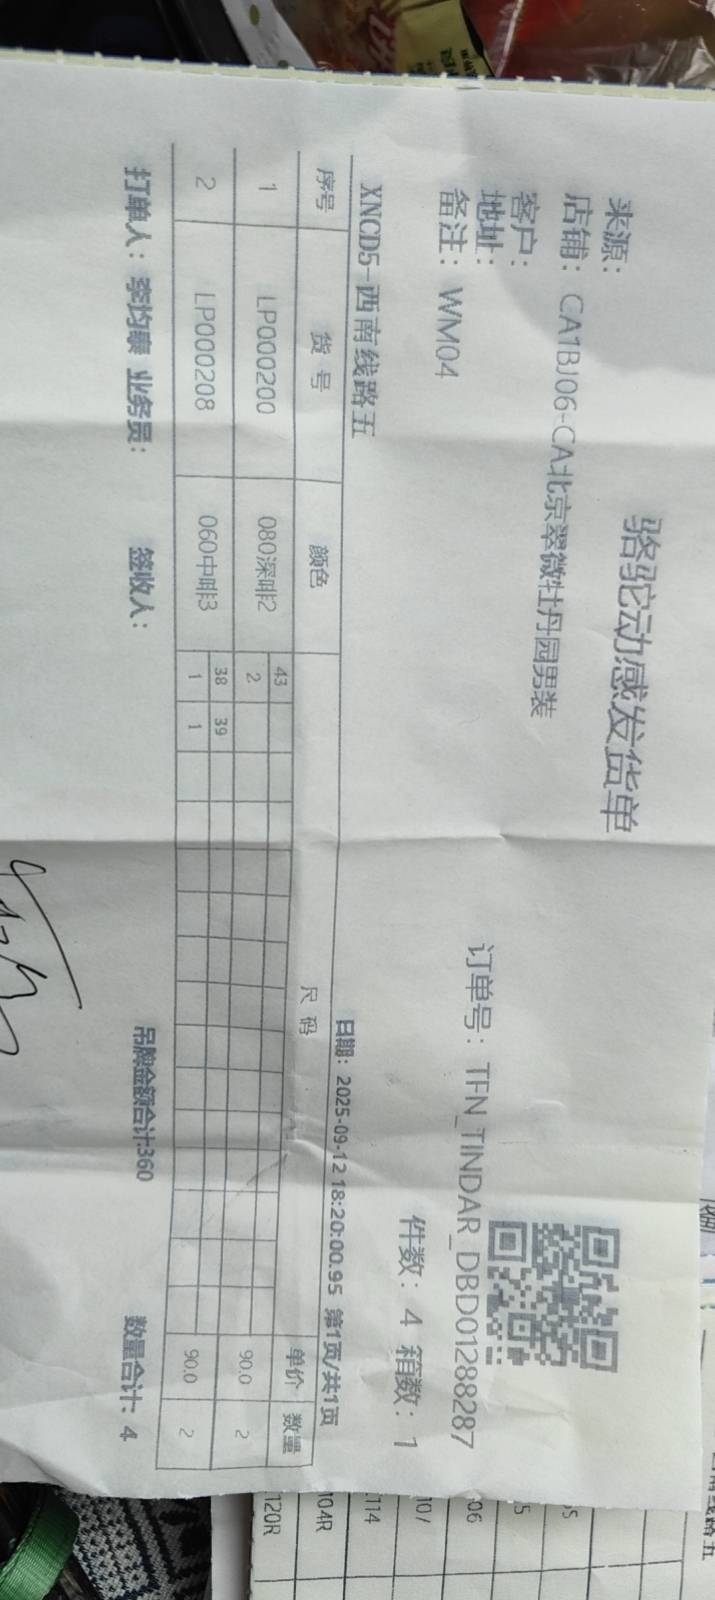 骆驼动感发货单
来源：
店铺：CA1BJ06-CA北京翠微牡丹园男装
客户：
地址：
订单号：TFN_TINDAR_DBD01288287
备注：WM04
件数：4 箱数：1
XNCD5-西南线路五
日期：2025-09-12 18:20:00.95 第1页/共1页
序号 货号 颜色 尺码 单价 数量
43
1 LP000200 080深啡2 2 90.0 2
38 39
2 LP000208 060中啡3 1 1 90.0 2
打单人：李均泰 业务员： 签收人： 吊牌金额合计360 数量合计：4
104R
120R
114
107
06